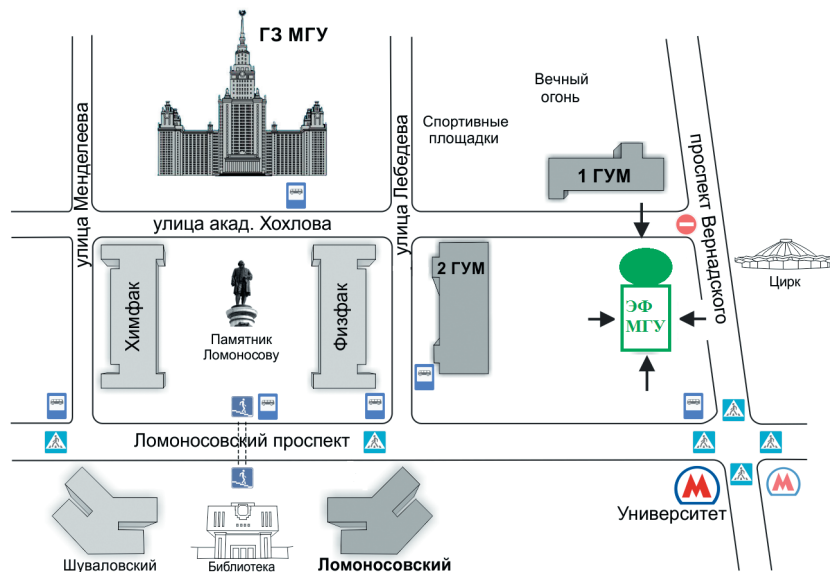 ГЗ МГУ
Вечный
огонь
Спортивные
площадки
улица Менделеева
улица Лебедева
проспект Вернадского
1 ГУМ
улица акад. Хохлова
Химфак
Памятник
Ломоносову
Физфак
2 ГУМ
ЭФ
МГУ
Цирк
Ломоносовский проспект
М
М
Университет
Шуваловский
Библиотека
Ломоносовский